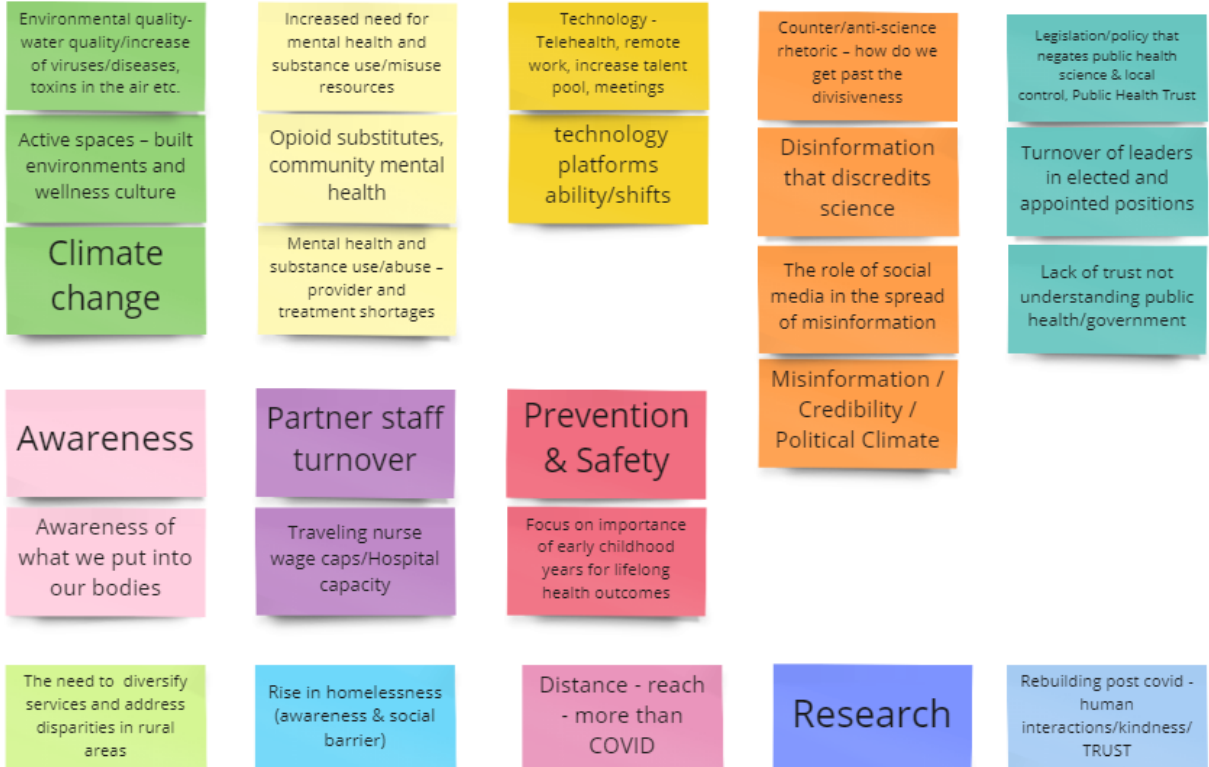 Environmental quality-
water quality/increase
of viruses/diseases,
toxins in the air etc.
Active spaces – built
environments and
wellness culture
Climate
change
Increased need for
mental health and
substance use/misuse
resources
Opioid substitutes,
community mental
health
Mental health and
substance use/abuse –
provider and
treatment shortages
Technology -
Telehealth, remote
work, increase talent
pool, meetings
technology
platforms
ability/shifts
Counter/anti-science
rhetoric – how do we
get past the
divisiveness
Disinformation
that discredits
science
The role of social
media in the spread
of misinformation
Misinformation /
Credibility /
Political Climate
Legislation/policy that
negates public health
science & local
control, Public Health Trust
Turnover of leaders
in elected and
appointed positions
Lack of trust not
understanding public
health/government
Awareness
Awareness of
what we put into
our bodies
Partner staff
turnover
Traveling nurse
wage caps/Hospital
capacity
Prevention
& Safety
Focus on importance
of early childhood
years for lifelong
health outcomes
The need to diversify
services and address
disparities in rural
areas
Rise in homelessness
(awareness & social
barrier)
Distance - reach
- more than
COVID
Research
Rebuilding post covid -
human
interactions/kindness/
TRUST